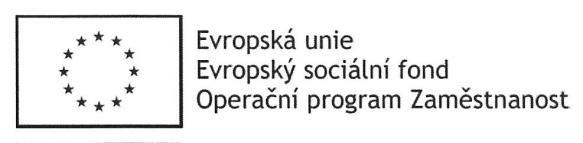 Evropská unie
Evropský sociální fond
Operační program Zaměstnanost